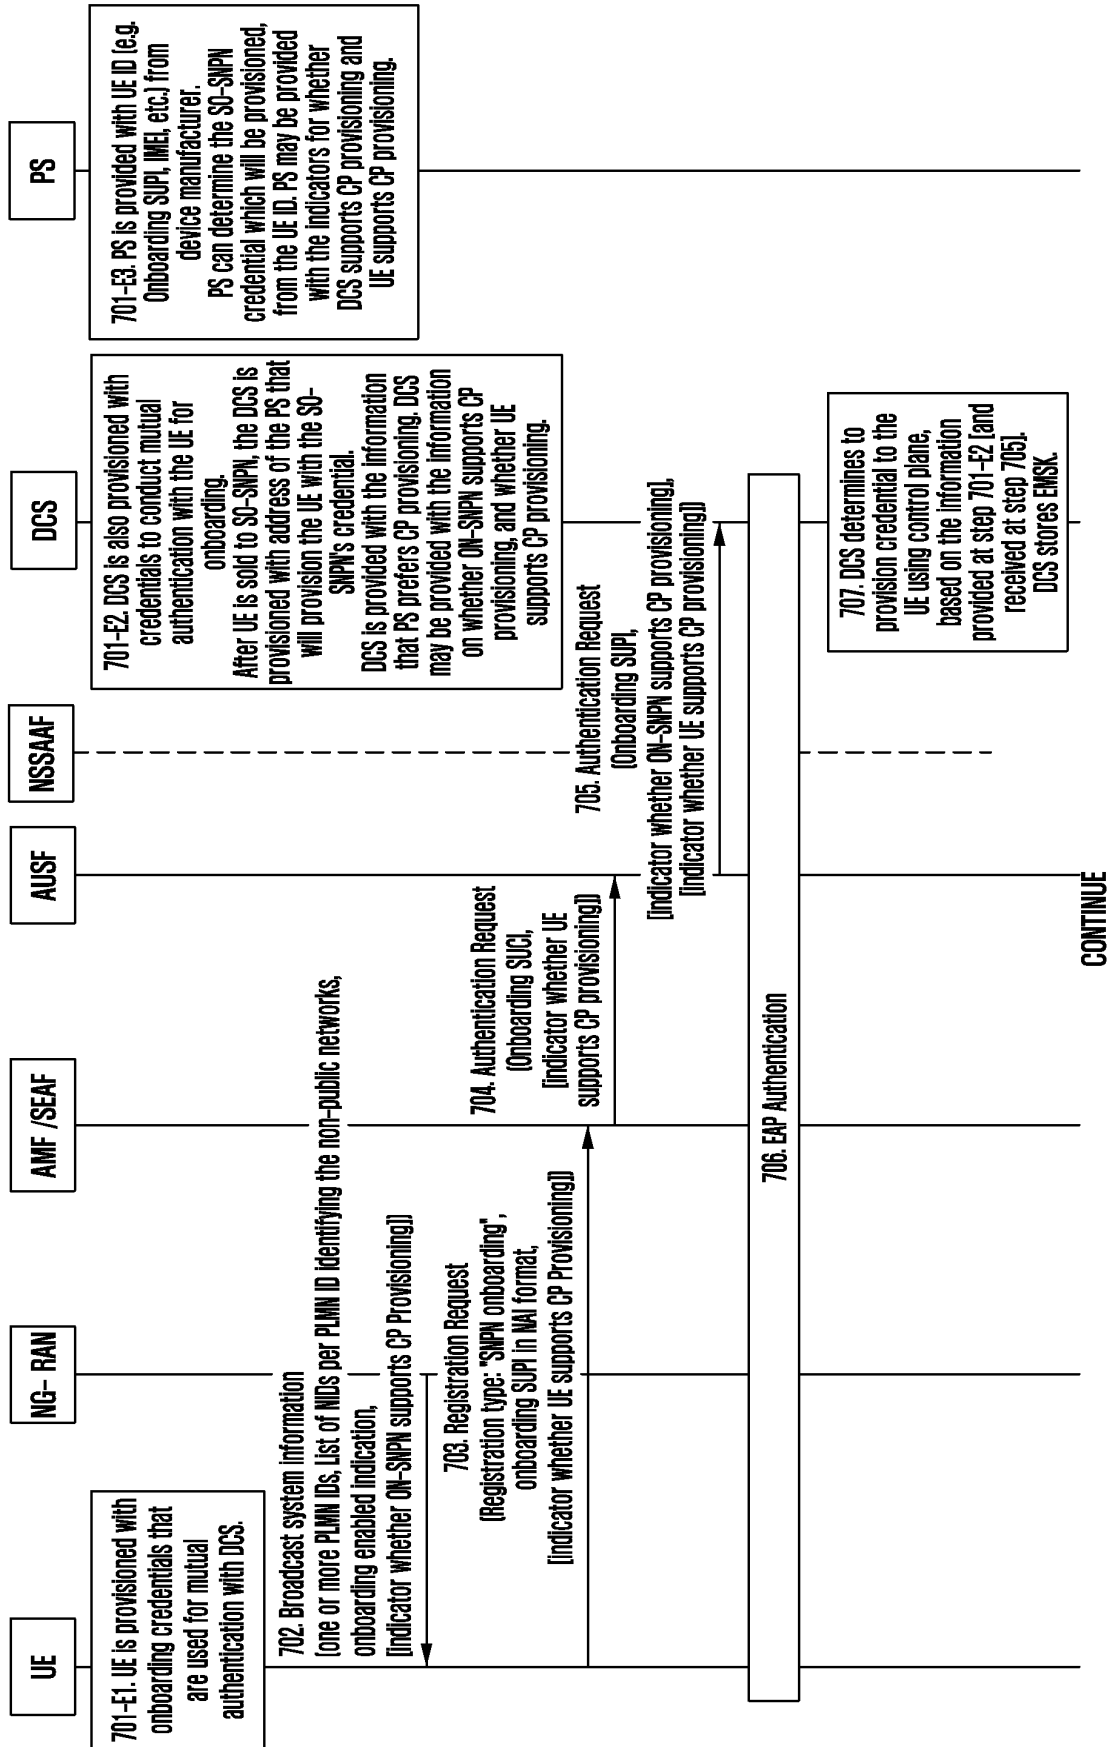 UE
NG- RAN
AMF /SEAF
AUSF
NSSAAF
DCS
PS
701-E1. UE is provisioned with
onboarding credentials that
are used for mutual
authentication with DCS.
701-E2. DCS is also provisioned with
credentials to conduct mutual
authentication with the UE for
onboarding.
After UE is sold to SO-SNPN, the DCS is
provisioned with address of the PS that
will provision the UE with the SO-
SNPN's credential.
DCS is provided with the information
that PS prefers CP provisioning. DCS
may be provided with the information
on whether ON-SNPN supports CP
provisioning, and whether UE
supports CP provisioning.
701-E3. PS is provided with UE ID (e.g.
Onboarding SUPI, IMEI, etc.) from
device manufacturer.
PS can determine the SO-SNPN
credential which will be provisioned,
from the UE ID. PS may be provided
with the indicators for whether
DCS supports CP provisioning and
UE supports CP provisioning.
702. Broadcast system information
(one or more PLMN IDs, List of NIDs per PLMN ID identifying the non-public networks,
onboarding enabled indication,
[indicator whether ON-SNPN supports CP Provisioning])
703. Registration Request
(Registration type: "SNPN onboarding",
onboarding SUPI in NAI format,
[indicator whether UE supports CP Provisioning])
704. Authentication Request
(Onboarding SUCI,
[indicator whether UE
supports CP provisioning])
705. Authentication Request
(Onboarding SUPI,
[indicator whether ON-SNPN supports CP provisioning],
[indicator whether UE supports CP provisioning])
706. EAP Authentication
707. DCS determines to
provision credential to the
UE using control plane,
based on the information
provided at step 701-E2 [and
received at step 705].
DCS stores EMSK.
CONTINUE